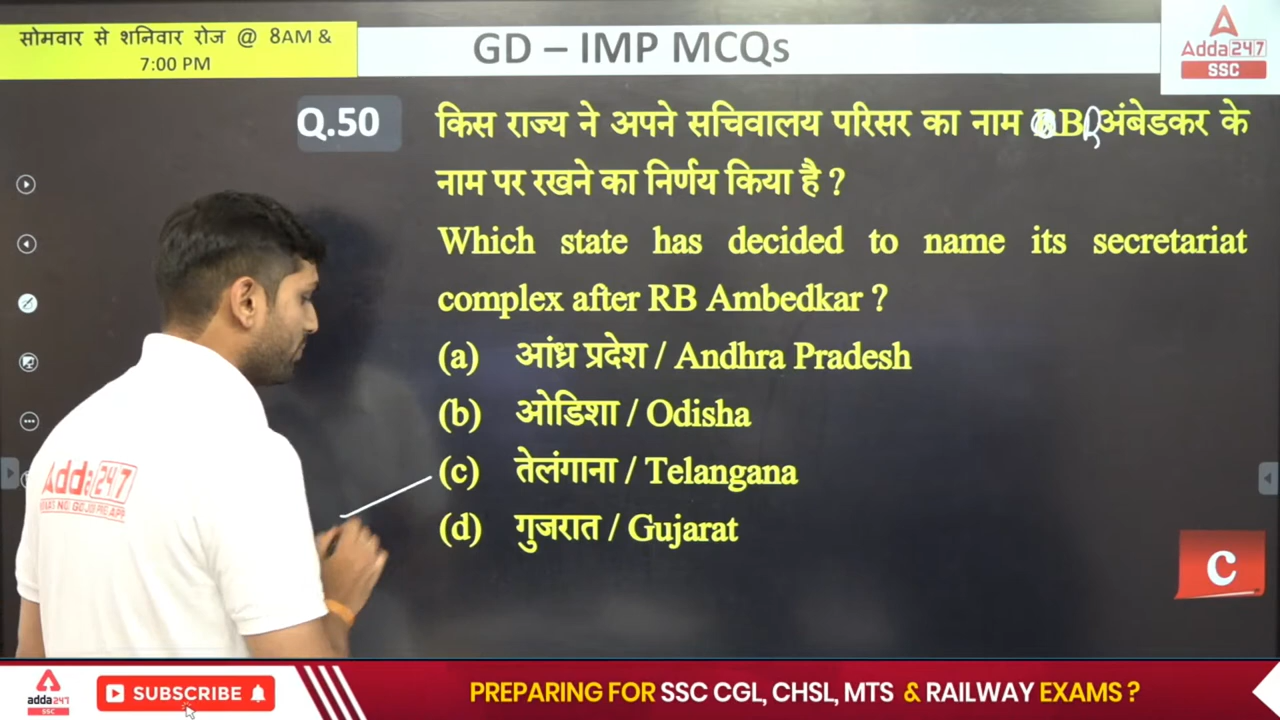 सोमवार से शनिवार रोज @ 8AM &
7:00 PM
GD – IMP MCQs
Adda247
SSC
Q.50
किस राज्य ने अपने सचिवालय परिसर का नाम B अंबेडकर के
नाम पर रखने का निर्णय किया है ?
Which state has decided to name its secretariat
complex after RB Ambedkar ?
(a) आंध्र प्रदेश / Andhra Pradesh
(b) ओडिशा / Odisha
(c) तेलंगाना / Telangana
(d) गुजरात / Gujarat
C
Adda247
adda247
SSC
SUBSCRIBE
PREPARING FOR SSC CGL, CHSL, MTS & RAILWAY EXAMS ?